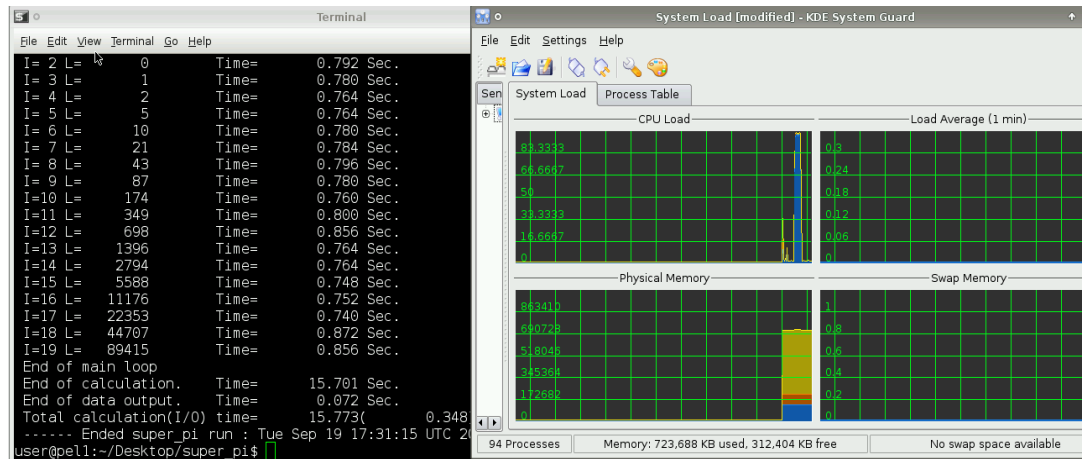 Terminal
File Edit View Terminal Go Help
I= 2 L= 0 Time= 0.792 Sec.
I= 3 L= 1 Time= 0.780 Sec.
I= 4 L= 2 Time= 0.764 Sec.
I= 5 L= 5 Time= 0.764 Sec.
I= 6 L= 10 Time= 0.780 Sec.
I= 7 L= 21 Time= 0.784 Sec.
I= 8 L= 43 Time= 0.796 Sec.
I= 9 L= 87 Time= 0.780 Sec.
I=10 L= 174 Time= 0.760 Sec.
I=11 L= 349 Time= 0.800 Sec.
I=12 L= 698 Time= 0.856 Sec.
I=13 L= 1396 Time= 0.764 Sec.
I=14 L= 2794 Time= 0.764 Sec.
I=15 L= 5588 Time= 0.748 Sec.
I=16 L= 11176 Time= 0.752 Sec.
I=17 L= 22353 Time= 0.740 Sec.
I=18 L= 44707 Time= 0.872 Sec.
I=19 L= 89415 Time= 0.856 Sec.
End of main loop
End of calculation. Time= 15.701 Sec.
End of data output. Time= 0.072 Sec.
Total calculation(I/O) time= 15.773( 0.348
------ Ended super_pi run : Tue Sep 19 17:31:15 UTC 20
user@pel1:~/Desktop/super_pi$
System Load [modified] - KDE System Guard
File Edit Settings Help
Sen
System Load Process Table
CPU Load
83.3333
66.6667
50
33.3333
16.6667
0
Load Average (1 min)
0.3
0.24
0.18
0.12
0.06
0
Physical Memory
863410
690728
518046
345364
172682
0
Swap Memory
1
0.8
0.6
0.4
0.2
0
94 Processes Memory: 723,688 KB used, 312,404 KB free No swap space available